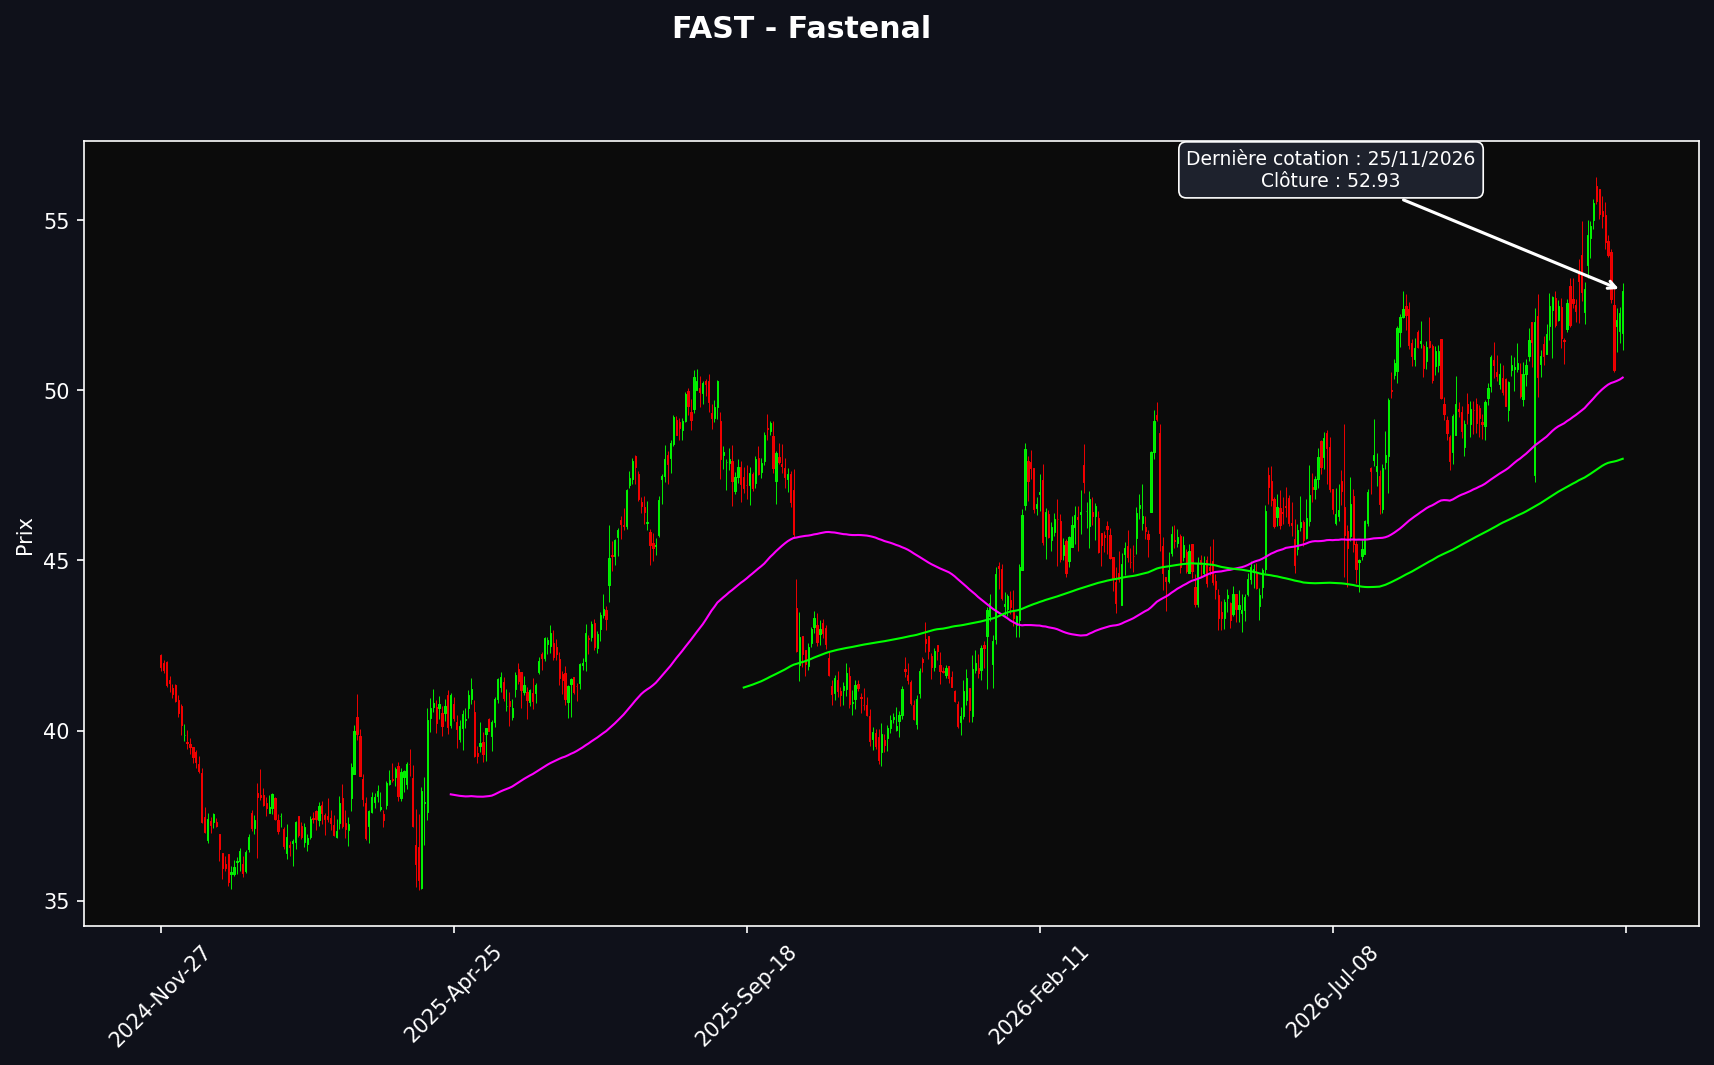 FAST - Fastenal
Dernière cotation : 25/11/2026
Clôture : 52.93
Prix
55
50
45
40
35
2024-Nov-27
2025-Apr-25
2025-Sep-18
2026-Feb-11
2026-Jul-08